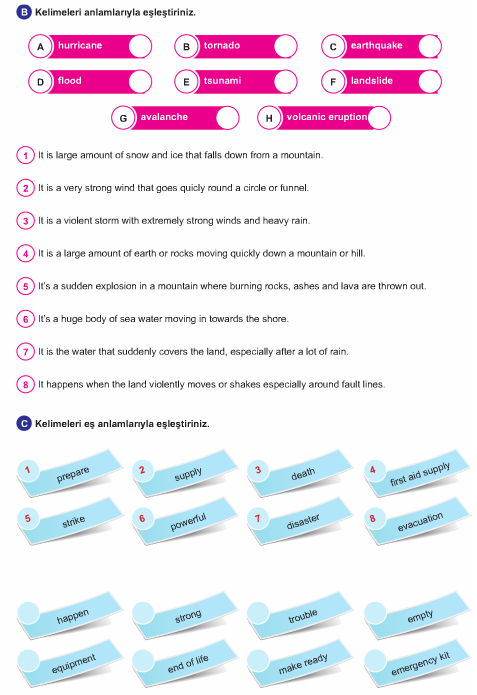 B Kelimeleri anlamlarıyla eşleştiriniz.
A hurricane B tornado C earthquake
D flood E tsunami F landslide
G avalanche H volcanic eruption
1 It is large amount of snow and ice that falls down from a mountain.
2 It is a very strong wind that goes quicly round a circle or funnel.
3 It is a violent storm with extremely strong winds and heavy rain.
4 It is a large amount of earth or rocks moving quickly down a mountain or hill.
5 It's a sudden explosion in a mountain where burning rocks, ashes and lava are thrown out.
6 It's a huge body of sea water moving in towards the shore.
7 It is the water that suddenly covers the land, especially after a lot of rain.
8 It happens when the land violently moves or shakes especially around fault lines.
C Kelimeleri eş anlamlarıyla eşleştiriniz.
1 prepare 2 supply 3 death 4 first aid supply
5 strike 6 powerful 7 disaster 8 evacuation
happen strong trouble empty
equipment end of life make ready emergency kit